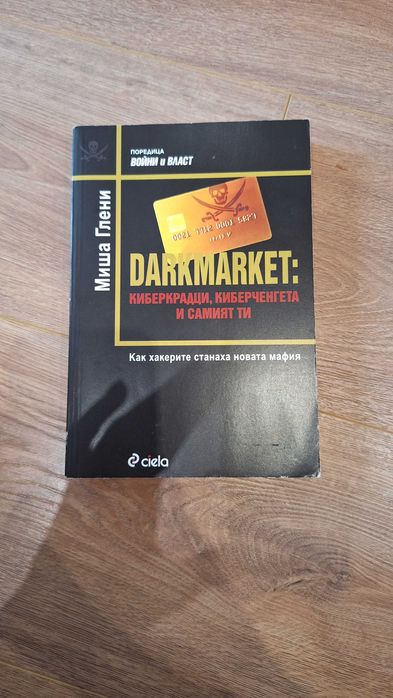 ПОРЕДИЦА
ВОЙНИ и ВЛАСТ
Миша Глени
DARKMARKET:
КИБЕРКРАДЦИ, КИБЕРЧЕНГЕТА
И САМИЯТ ТИ
Как хакерите станаха новата мафия
ciela